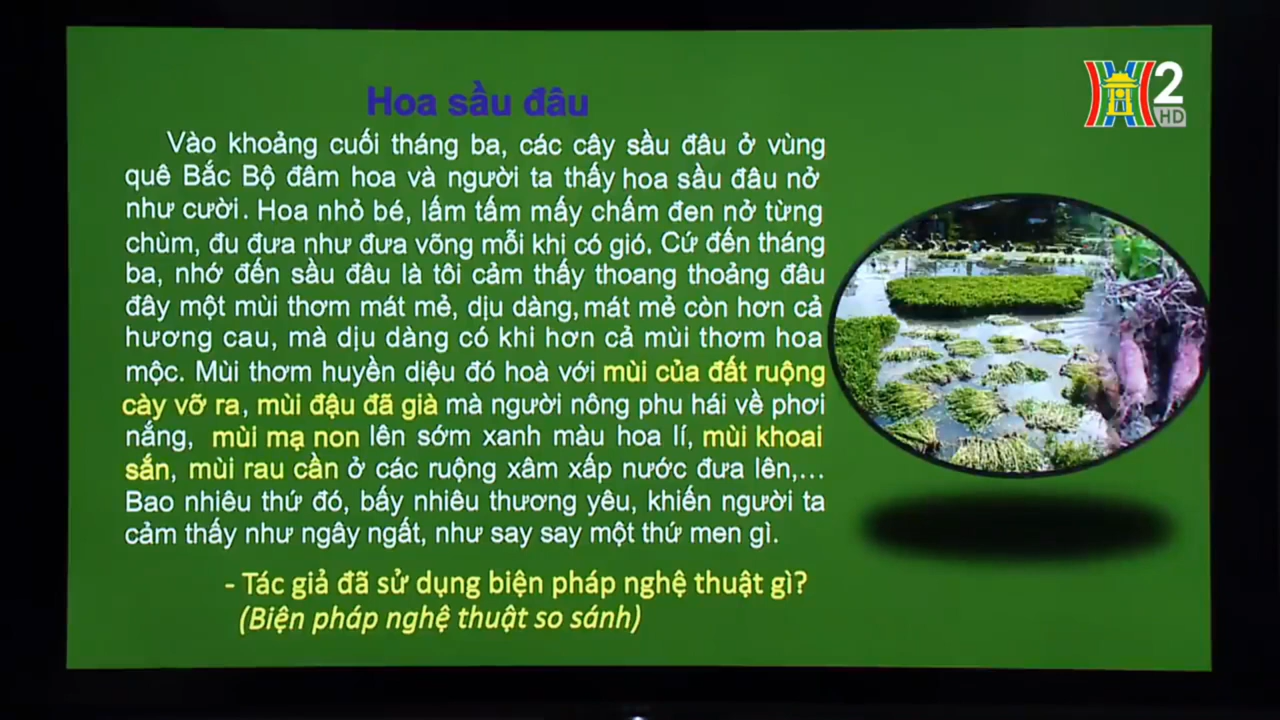 Hoa sầu đâu
Vào khoảng cuối tháng ba, các cây sầu đâu ở vùng
quê Bắc Bộ đâm hoa và người ta thấy hoa sầu đâu nở
như cười. Hoa nhỏ bé, lấm tấm mấy chấm đen nở từng
chùm, đu đưa như đưa võng mỗi khi có gió. Cứ đến tháng
ba, nhớ đến sầu đâu là tôi cảm thấy thoang thoảng đâu
đây một mùi thơm mát mẻ, dịu dàng, mát mẻ còn hơn cả
hương cau, mà dịu dàng có khi hơn cả mùi thơm hoa
mộc. Mùi thơm huyền diệu đó hoà với mùi của đất ruộng
cày vỡ ra, mùi đậu đã già mà người nông phu hái về phơi
nắng, mùi mạ non lên sớm xanh màu hoa lí, mùi khoai
sắn, mùi rau cần ở các ruộng xâm xấp nước đưa lên,...
Bao nhiêu thứ đó, bấy nhiêu thương yêu, khiến người ta
cảm thấy như ngây ngất, như say say một thứ men gì.
- Tác giả đã sử dụng biện pháp nghệ thuật gì?
(Biện pháp nghệ thuật so sánh)
H 2
HD